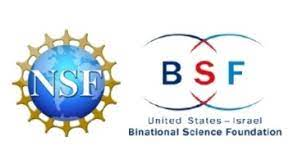 NSF
BSF
United States – Israel
Binational Science Foundation